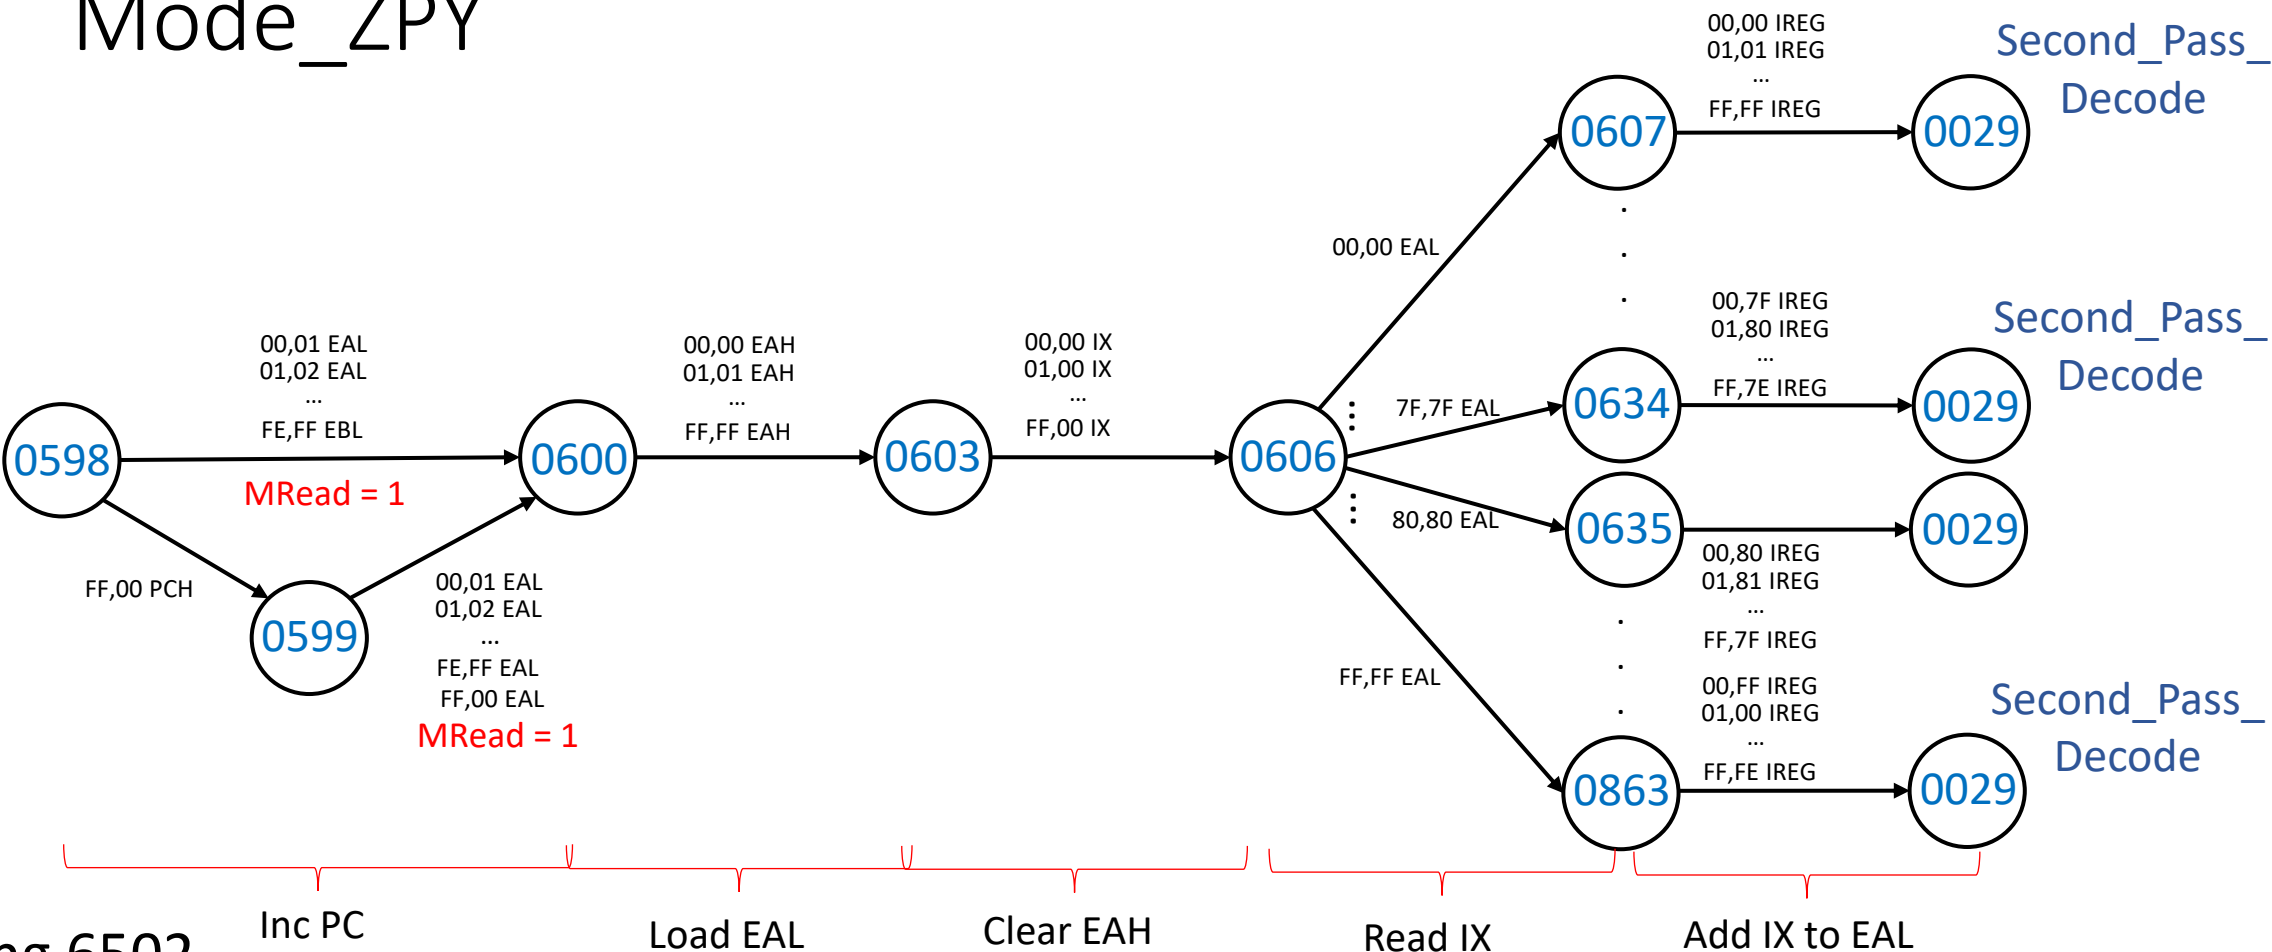 Mode_ZPY
0598
00,01 EAL
01,02 EAL
...
FE,FF EBL
MRead = 1
FF,00 PCH
0599
00,01 EAL
01,02 EAL
...
FE,FF EAL
FF,00 EAL
MRead = 1
0600
00,00 EAH
01,01 EAH
...
FF,FF EAH
0603
00,00 IX
01,00 IX
...
FF,00 IX
0606
00,00 EAL
7F,7F EAL
80,80 EAL
FF,FF EAL
0607
00,00 IREG
01,01 IREG
...
FF,FF IREG
0029
Second_Pass_
Decode
0634
00,7F IREG
01,80 IREG
...
FF,7E IREG
0029
Second_Pass_
Decode
0635
00,80 IREG
01,81 IREG
...
FF,7F IREG
0029
0863
00,FF IREG
01,00 IREG
...
FF,FE IREG
0029
Second_Pass_
Decode
Inc PC
Load EAL
Clear EAH
Read IX
Add IX to EAL
6502